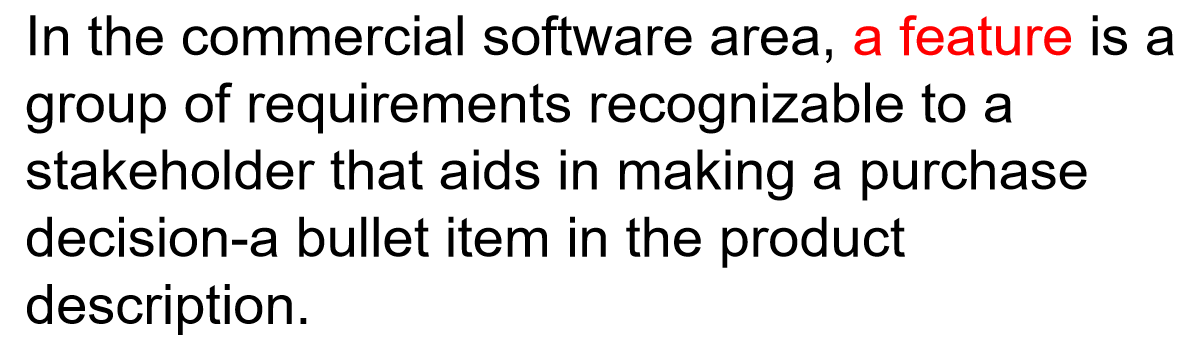 In the commercial software area, a feature is a
group of requirements recognizable to a
stakeholder that aids in making a purchase
decision-a bullet item in the product
description.